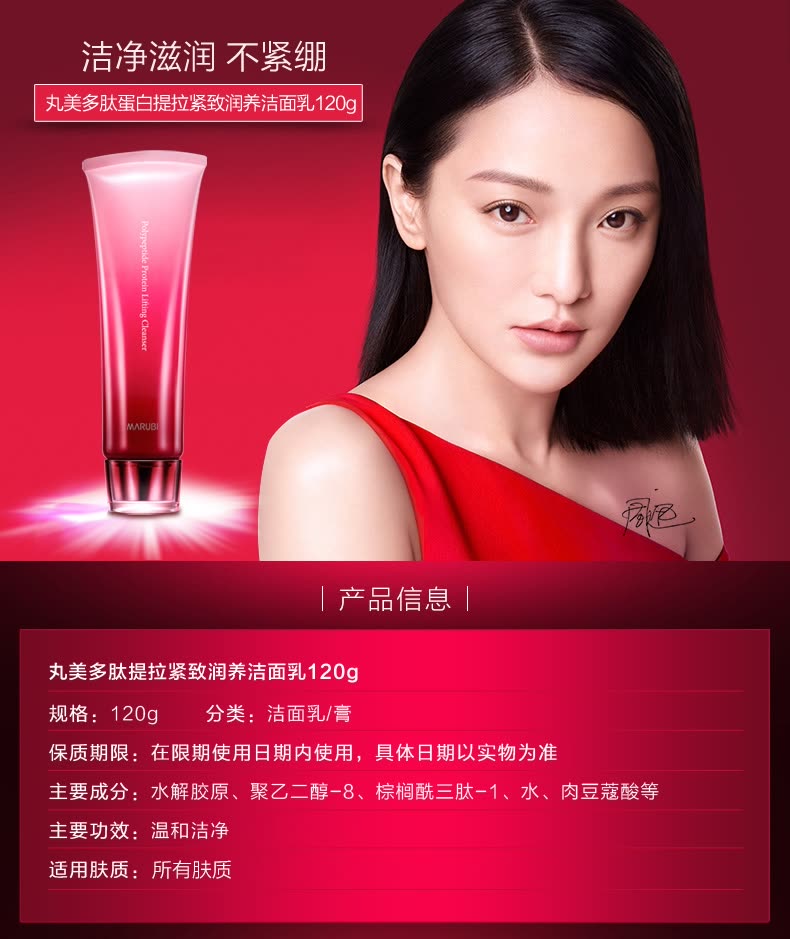 洁净滋润 不紧绷
丸美多肽蛋白提拉紧致润养洁面乳120g
Polypeptide Protein Lifting Cleanser
MARUBI
产品信息
丸美多肽提拉紧致润养洁面乳120g
规格：120g 分类：洁面乳/膏
保质期限：在限期使用日期内使用，具体日期以实物为准
主要成分：水解胶原、聚乙二醇-8、棕榈酰三肽-1、水、肉豆蔻酸等
主要功效：温和洁净
适用肤质：所有肤质